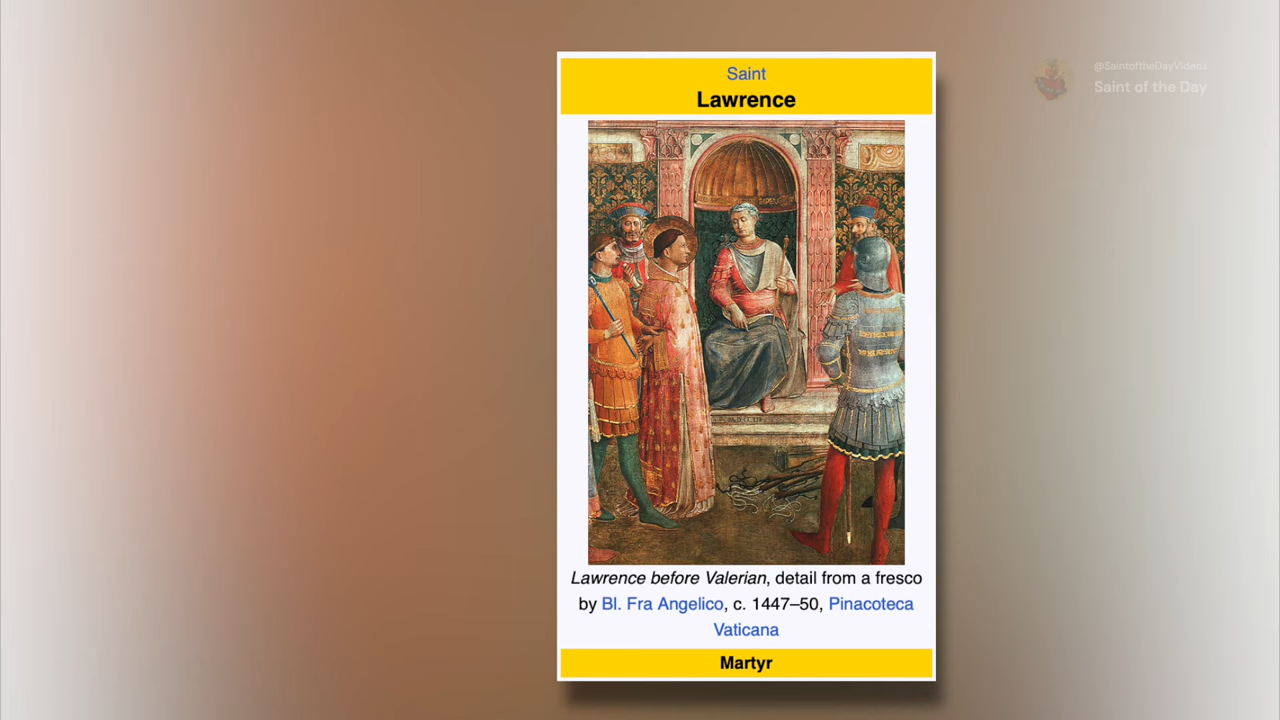 Saint
Lawrence
Lawrence before Valerian, detail from a fresco
by Bl. Fra Angelico, c. 1447–50, Pinacoteca
Vaticana
Martyr
@SaintoftheDayVideos
Saint of the Day